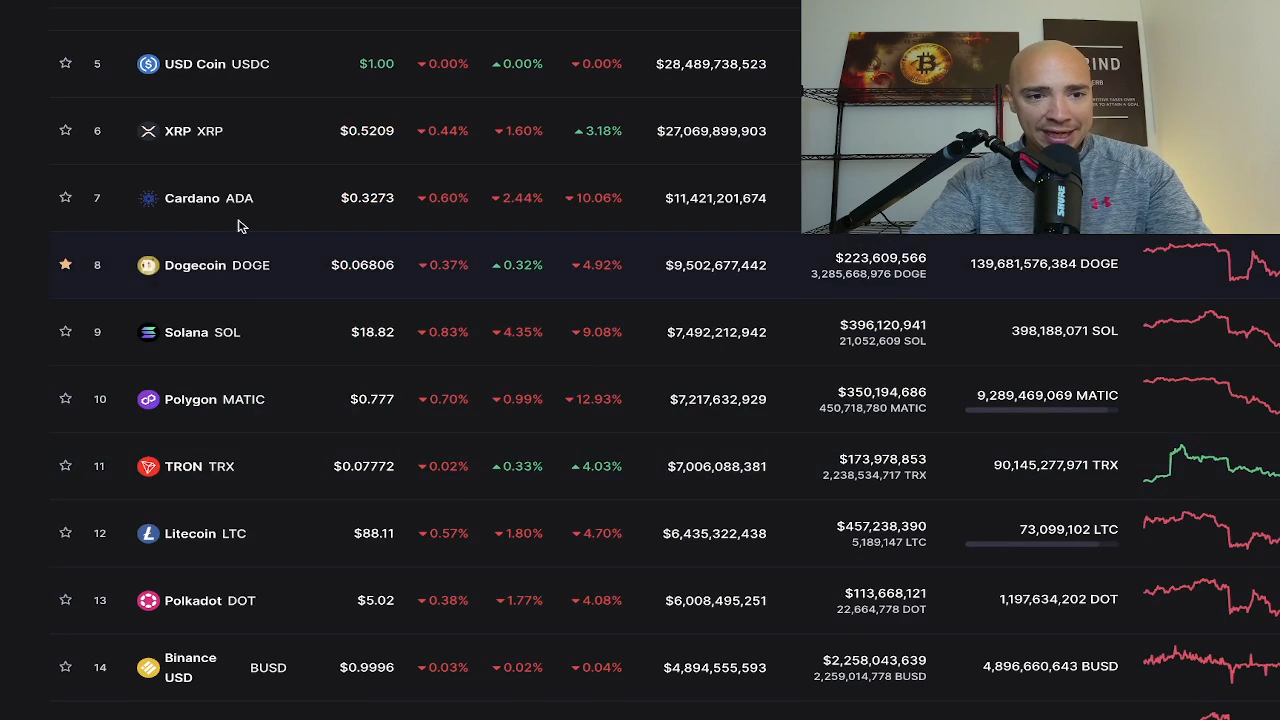 5 USD Coin USDC $1.00 0.00% 0.00% 0.00% $28,489,738,523
6 XRP XRP $0.5209 0.44% 1.60% 3.18% $27,069,899,903
7 Cardano ADA $0.3273 0.60% 2.44% 10.06% $11,421,201,674
8 Dogecoin DOGE $0.06806 0.37% 0.32% 4.92% $9,502,677,442 $223,609,566 139,681,576,384 DOGE
3,285,668,976 DOGE
9 Solana SOL $18.82 0.83% 4.35% 9.08% $7,492,212,942 $396,120,941 398,188,071 SOL
21,052,609 SOL
10 Polygon MATIC $0.777 0.70% 0.99% 12.93% $7,217,632,929 $350,194,686 9,289,469,069 MATIC
450,718,780 MATIC
11 TRON TRX $0.07772 0.02% 0.33% 4.03% $7,006,088,381 $173,978,853 90,145,277,971 TRX
2,238,534,717 TRX
12 Litecoin LTC $88.11 0.57% 1.80% 4.70% $6,435,322,438 $457,238,390 73,099,102 LTC
5,189,147 LTC
13 Polkadot DOT $5.02 0.38% 1.77% 4.08% $6,008,495,251 $113,668,121 1,197,634,202 DOT
22,664,778 DOT
14 Binance USD BUSD $0.9996 0.03% 0.02% 0.04% $4,894,555,593 $2,258,043,639 4,896,660,643 BUSD
2,259,014,778 BUSD
SHURE